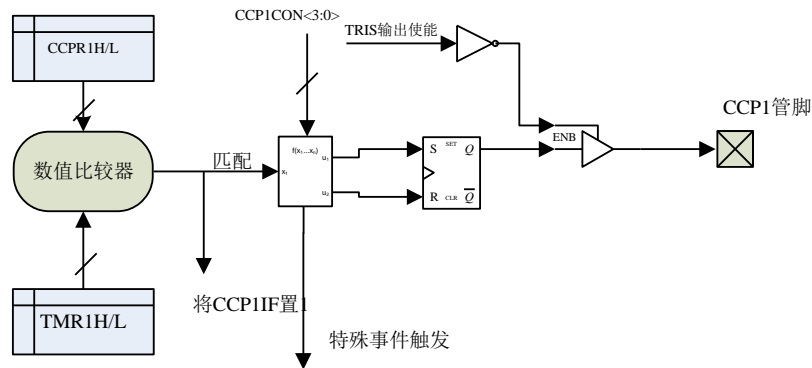 CCP1CON<3:0>
CCPR1H/L
TRIS输出使能
CCP1管脚
ENB
数值比较器
匹配
f(x₁...xₙ)
x₁
u₁
u₂
S SET Q
R CLR Q̅
将CCP1IF置1
TMR1H/L
特殊事件触发